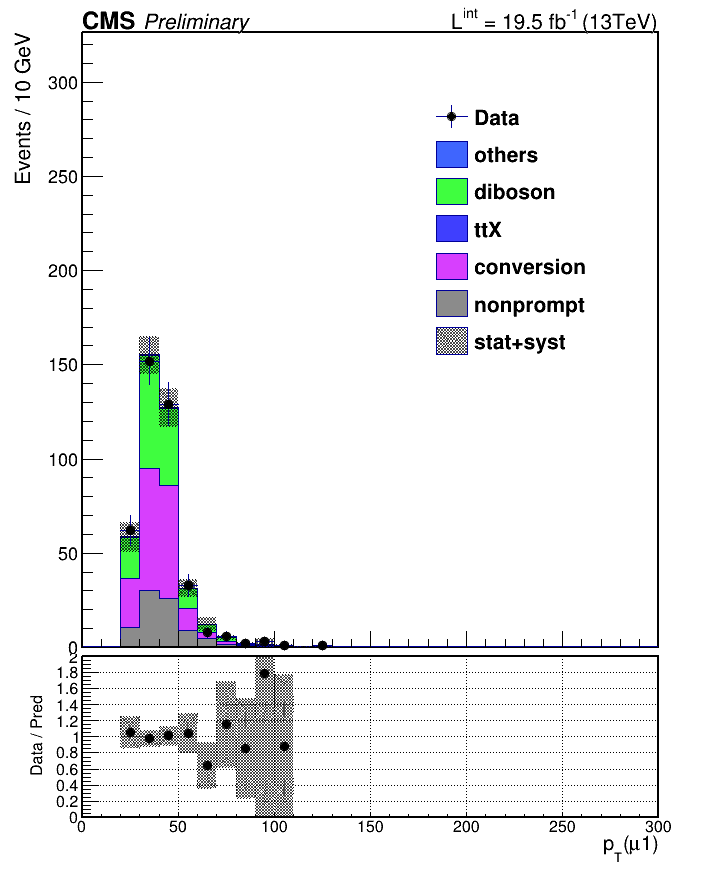 CMS Preliminary
L^int = 19.5 fb^-1 (13TeV)
Events / 10 GeV
300
250
200
150
100
50
0
Data
others
diboson
ttX
conversion
nonprompt
stat+syst
Data / Pred
2
1.8
1.6
1.4
1.2
1
0.8
0.6
0.4
0.2
0
0 50 100 150 200 250 300
p_T(μ1)